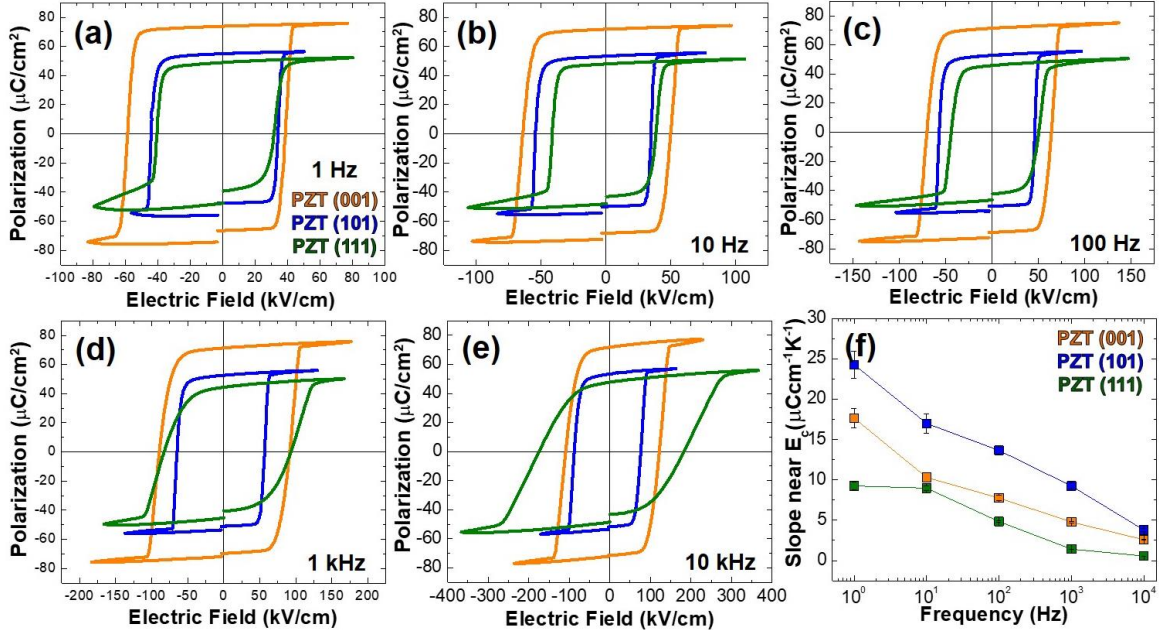 (a)
80
60
40
20
0
-20
-40
-60
-80
Polarization (μC/cm²)
1 Hz
PZT (001)
PZT (101)
PZT (111)
-100 -80 -60 -40 -20 0 20 40 60 80 100
Electric Field (kV/cm)
(b)
80
60
40
20
0
-20
-40
-60
-80
Polarization (μC/cm²)
10 Hz
-100 -50 0 50 100
Electric Field (kV/cm)
(c)
80
60
40
20
0
-20
-40
-60
-80
Polarization (μC/cm²)
100 Hz
-150 -100 -50 0 50 100 150
Electric Field (kV/cm)
(d)
80
60
40
20
0
-20
-40
-60
-80
Polarization (μC/cm²)
1 kHz
-200 -150 -100 -50 0 50 100 150 200
Electric Field (kV/cm)
(e)
80
60
40
20
0
-20
-40
-60
-80
Polarization (μC/cm²)
10 kHz
-400 -300 -200 -100 0 100 200 300 400
Electric Field (kV/cm)
(f)
PZT (001)
PZT (101)
PZT (111)
30
25
20
15
10
5
0
Slope near E_c(μCcm⁻¹K⁻¹)
10⁰ 10¹ 10² 10³ 10⁴
Frequency (Hz)